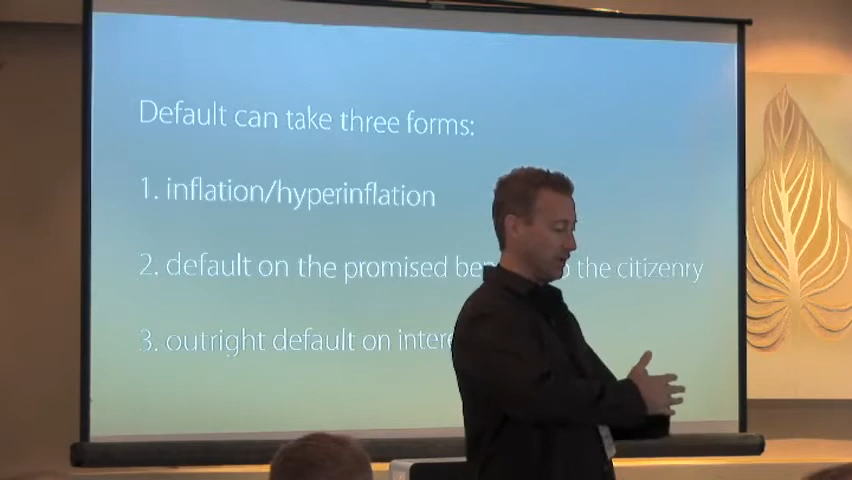 Default can take three forms:
1. inflation/hyperinflation
2. default on the promised the citizenry
3. outright default on